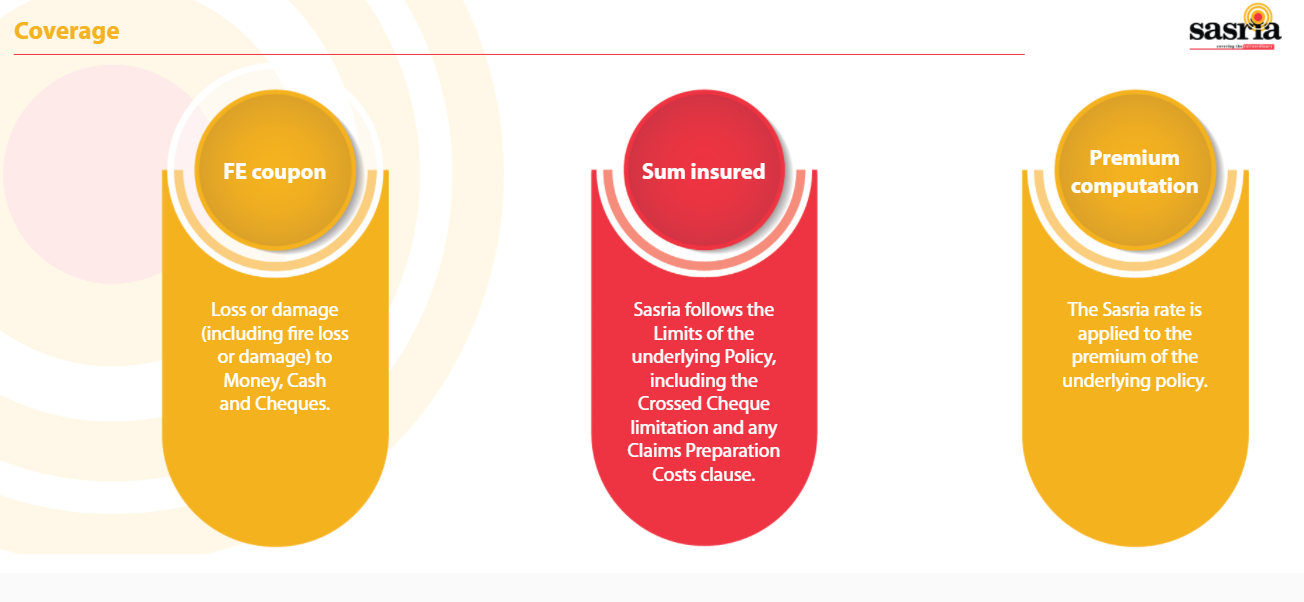 Coverage
sasria
FE coupon
Loss or damage
(including fire loss
or damage) to
Money, Cash
and Cheques.
Sum insured
Sasria follows the
Limits of the
underlying Policy,
including the
Crossed Cheque
limitation and any
Claims Preparation
Costs clause.
Premium
computation
The Sasria rate is
applied to the
premium of the
underlying policy.